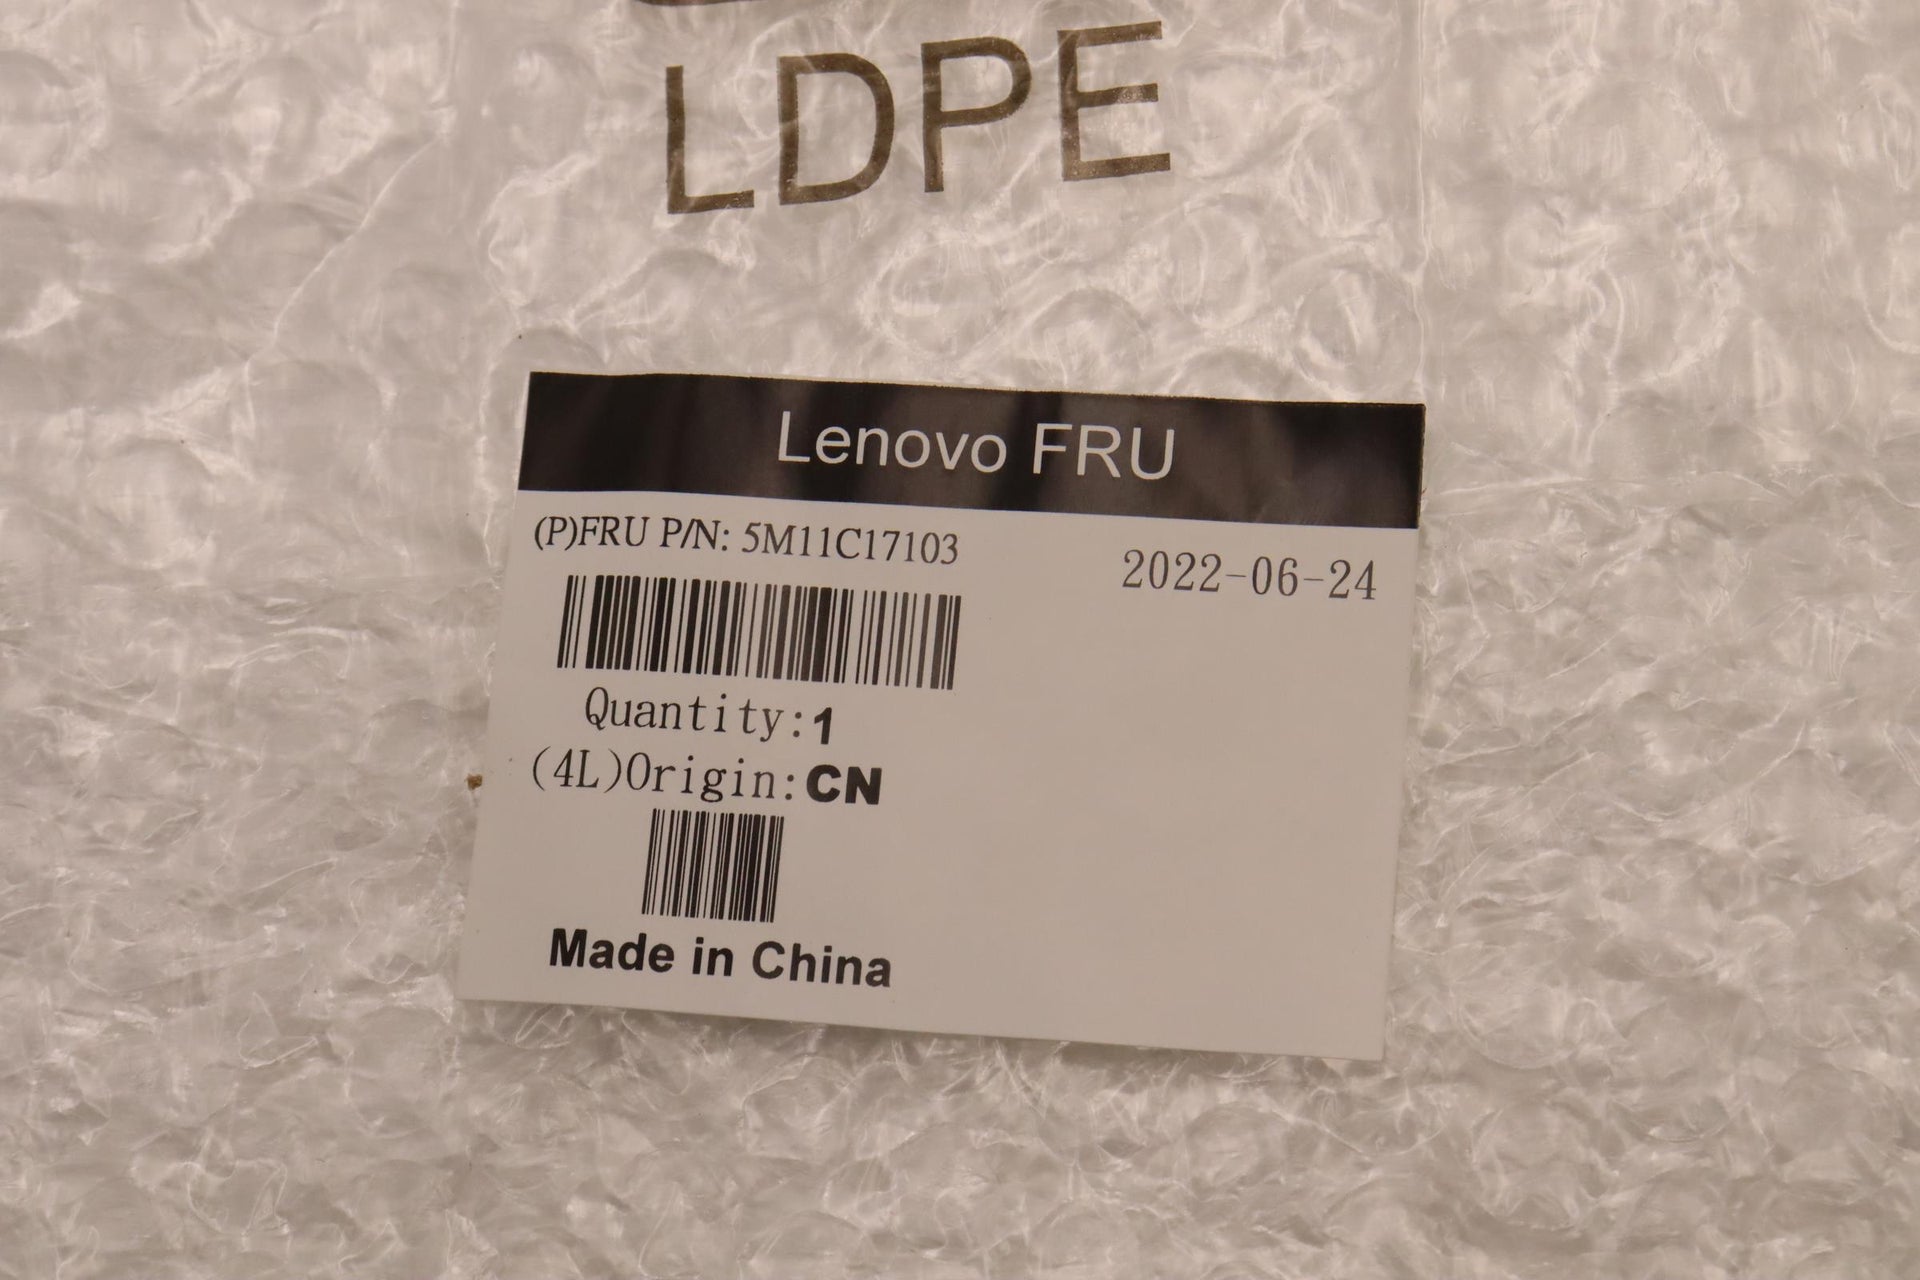 LDPE
Lenovo FRU
(P)FRU P/N: 5M11C17103
2022-06-24
Quantity:1
(4L)Origin:CN
Made in China